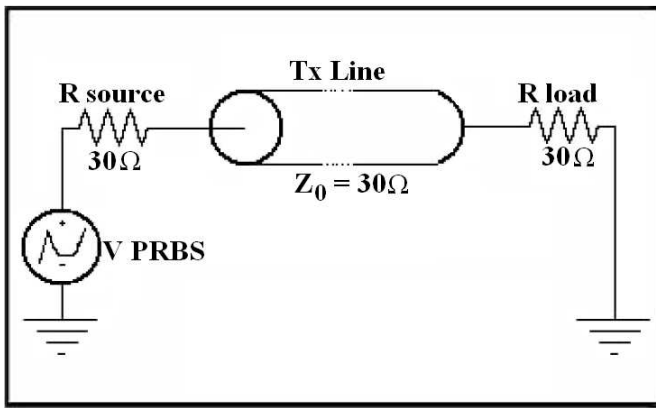 Tx Line
R source
R load
30Ω
30Ω
Z₀ = 30Ω
+
-
V PRBS